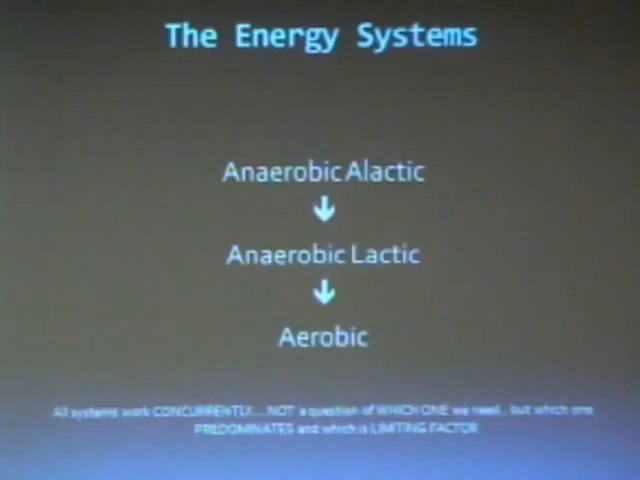 The Energy Systems
Anaerobic Alactic
Anaerobic Lactic
Aerobic
All systems work CONCURRENTLY....NOT a question of WHICH ONE we need.. but which one
PREDOMINATES and which is LIMITING FACTOR